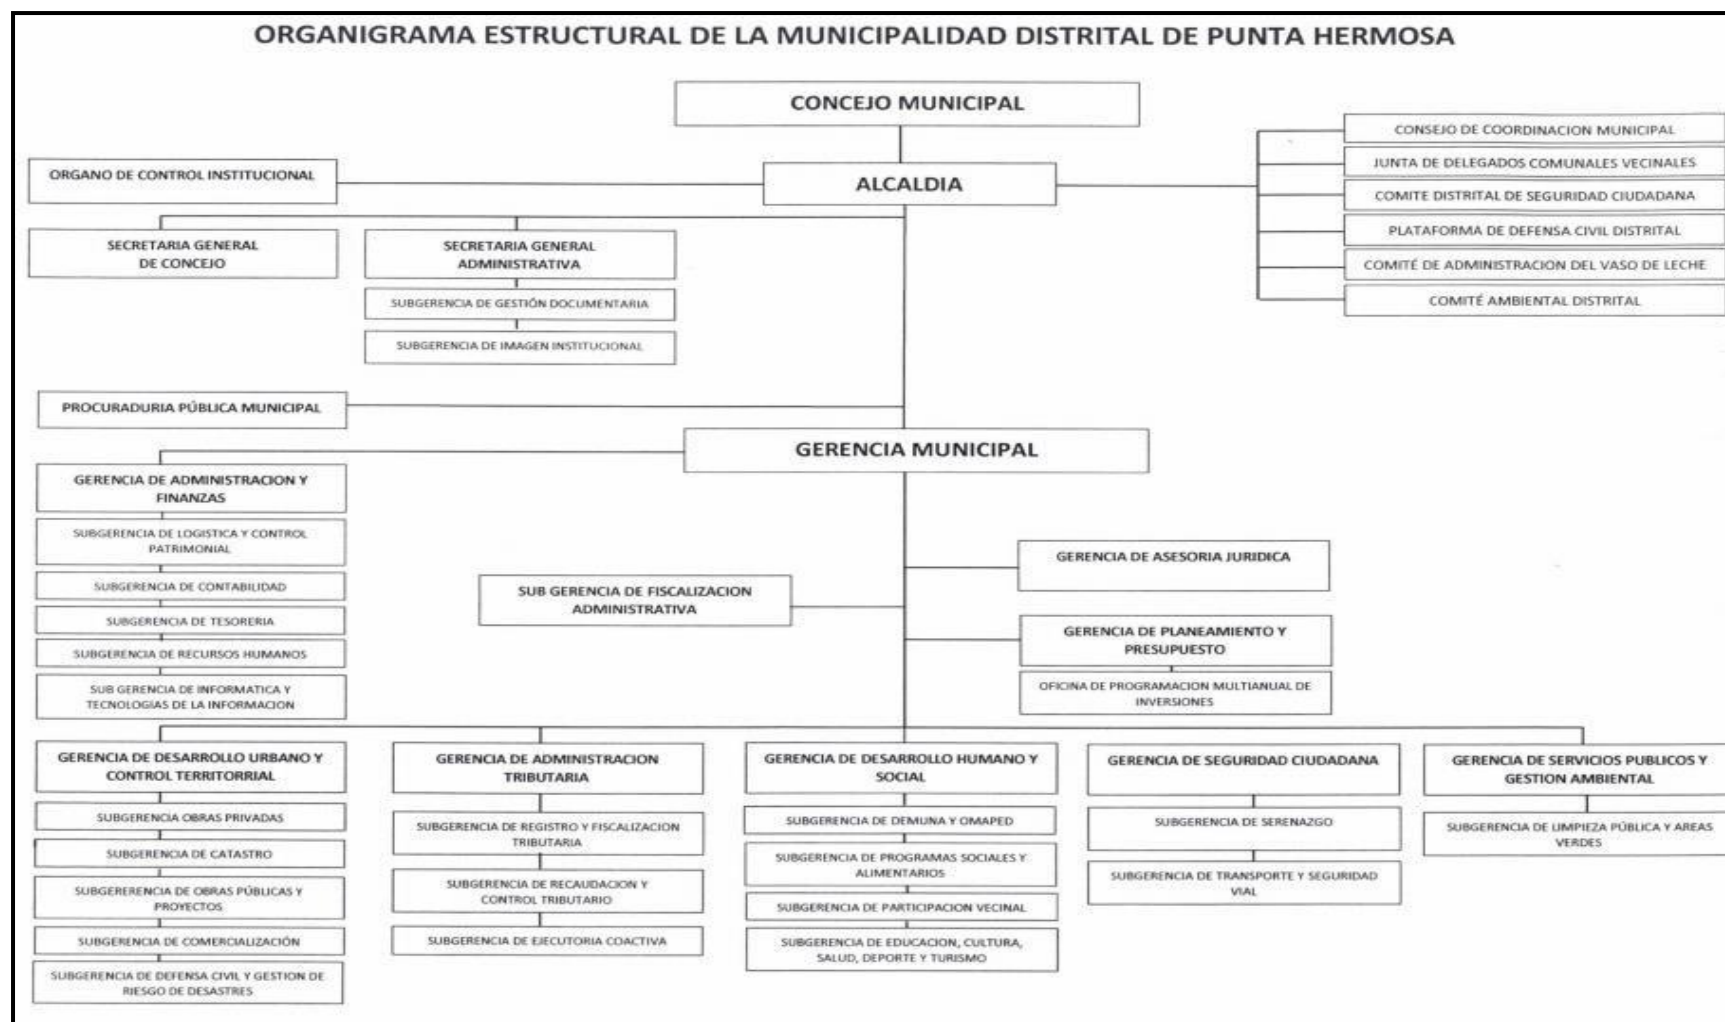 ORGANIGRAMA ESTRUCTURAL DE LA MUNICIPALIDAD DISTRITAL DE PUNTA HERMOSA
CONCEJO MUNICIPAL
CONSEJO DE COORDINACION MUNICIPAL
JUNTA DE DELEGADOS COMUNALES VECINALES
COMITE DISTRITAL DE SEGURIDAD CIUDADANA
PLATAFORMA DE DEFENSA CIVIL DISTRITAL
COMITÉ DE ADMINISTRACION DEL VASO DE LECHE
COMITÉ AMBIENTAL DISTRITAL
ORGANO DE CONTROL INSTITUCIONAL
ALCALDIA
SECRETARIA GENERAL
DE CONCEJO
SECRETARIA GENERAL
ADMINISTRATIVA
SUBGERENCIA DE GESTIÓN DOCUMENTARIA
SUBGERENCIA DE IMAGEN INSTITUCIONAL
PROCURADURIA PÚBLICA MUNICIPAL
GERENCIA MUNICIPAL
GERENCIA DE ADMINISTRACION Y
FINANZAS
SUBGERENCIA DE LOGISTICA Y CONTROL
PATRIMONIAL
SUBGERENCIA DE CONTABILIDAD
SUBGERENCIA DE TESORERIA
SUBGERENCIA DE RECURSOS HUMANOS
SUB GERENCIA DE INFORMATICA Y
TECNOLOGIAS DE LA INFORMACION
SUB GERENCIA DE FISCALIZACION
ADMINISTRATIVA
GERENCIA DE ASESORIA JURIDICA
GERENCIA DE PLANEAMIENTO Y
PRESUPUESTO
OFICINA DE PROGRAMACION MULTIANUAL DE
INVERSIONES
GERENCIA DE DESARROLLO URBANO Y
CONTROL TERRITORRIAL
SUBGERENCIA OBRAS PRIVADAS
SUBGERENCIA DE CATASTRO
SUBGERERENCIA DE OBRAS PÚBLICAS Y
PROYECTOS
SUBGERENCIA DE COMERCIALIZACIÓN
SUBGERENCIA DE DEFENSA CIVIL Y GESTION DE
RIESGO DE DESASTRES
GERENCIA DE ADMINISTRACION
TRIBUTARIA
SUBGERENCIA DE REGISTRO Y FISCALIZACION
TRIBUTARIA
SUBGERENCIA DE RECAUDACION Y
CONTROL TRIBUTARIO
SUBGERENCIA DE EJECUTORIA COACTIVA
GERENCIA DE DESARROLLO HUMANO Y
SOCIAL
SUBGERENCIA DE DEMUNA Y OMAPED
SUBGERENCIA DE PROGRAMAS SOCIALES Y
ALIMENTARIOS
SUBGERENCIA DE PARTICIPACION VECINAL
SUBGERENCIA DE EDUCACION, CULTURA,
SALUD, DEPORTE Y TURISMO
GERENCIA DE SEGURIDAD CIUDADANA
SUBGERENCIA DE SERENAZGO
SUBGERENCIA DE TRANSPORTE Y SEGURIDAD
VIAL
GERENCIA DE SERVICIOS PUBLICOS Y
GESTION AMBIENTAL
SUBGERENCIA DE LIMPIEZA PÚBLICA Y AREAS
VERDES